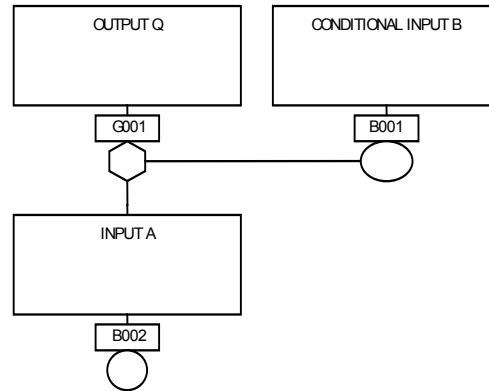 OUTPUT Q
CONDITIONAL INPUT B
G001
B001
INPUT A
B002